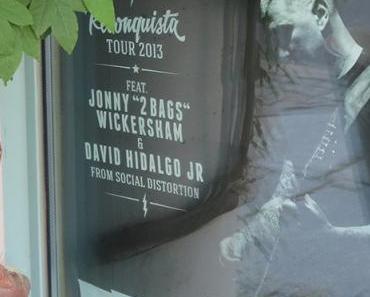 Reconquista
TOUR 2013
FEAT.
JONNY "2 BAGS"
WICKERSHAM
&
DAVID HIDALGO JR
FROM SOCIAL DISTORTION